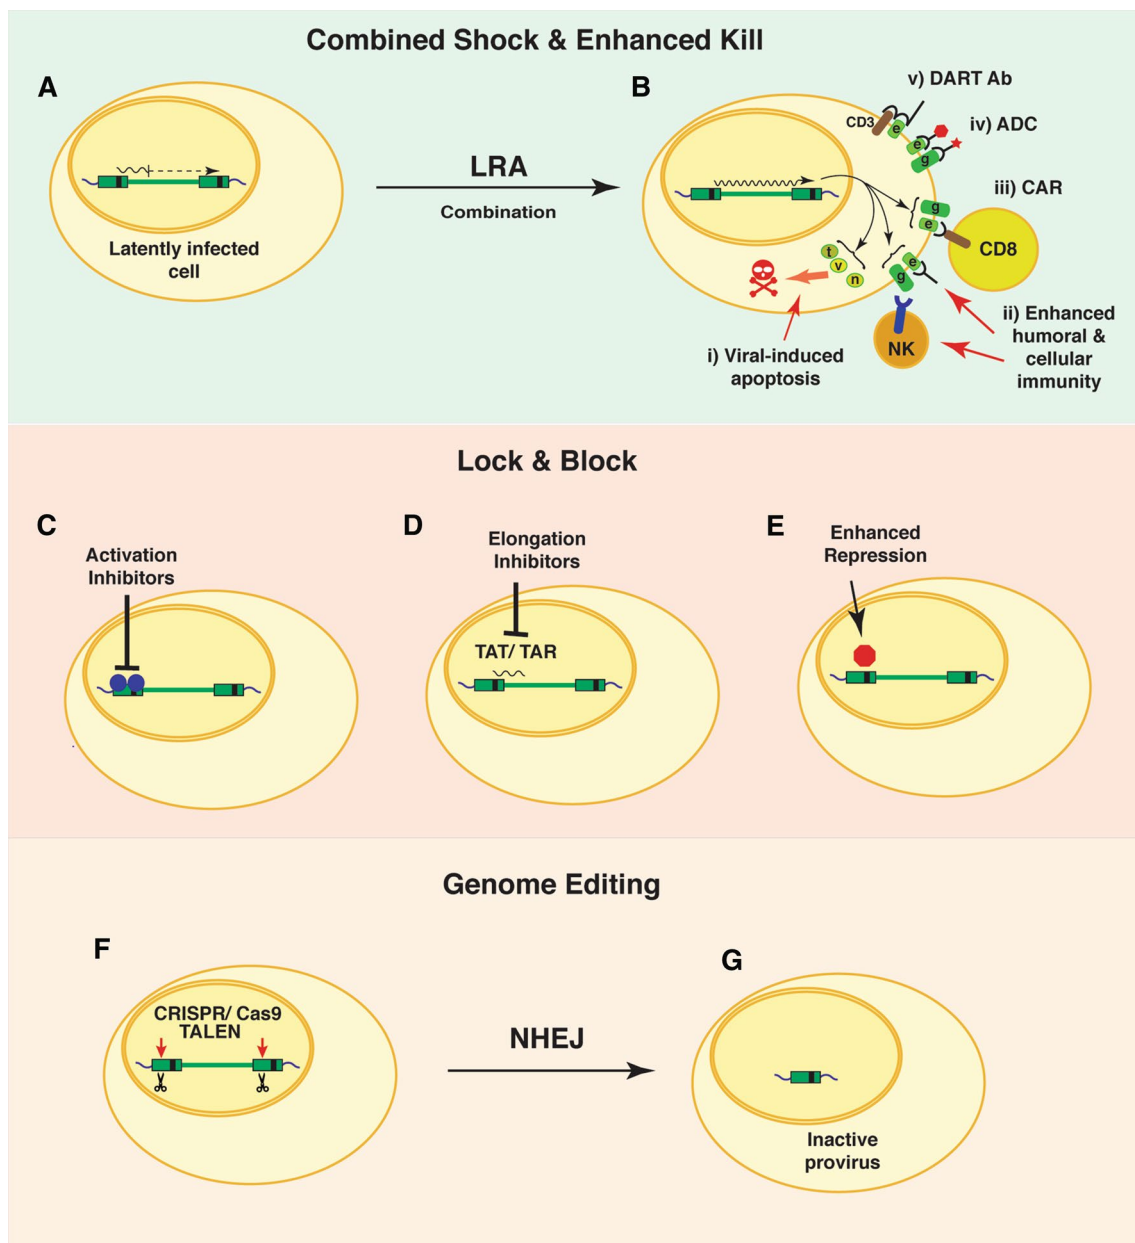 Combined Shock & Enhanced Kill
A
Latently infected
cell
LRA
Combination
B
v) DART Ab
CD3
e
iv) ADC
e
g
iii) CAR
g
e
CD8
t
v
n
e
g
ii) Enhanced
humoral &
cellular
immunity
NK
i) Viral-induced
apoptosis
Lock & Block
C
Activation
Inhibitors
D
Elongation
Inhibitors
TAT/ TAR
E
Enhanced
Repression
Genome Editing
F
CRISPR/ Cas9
TALEN
NHEJ
G
Inactive
provirus